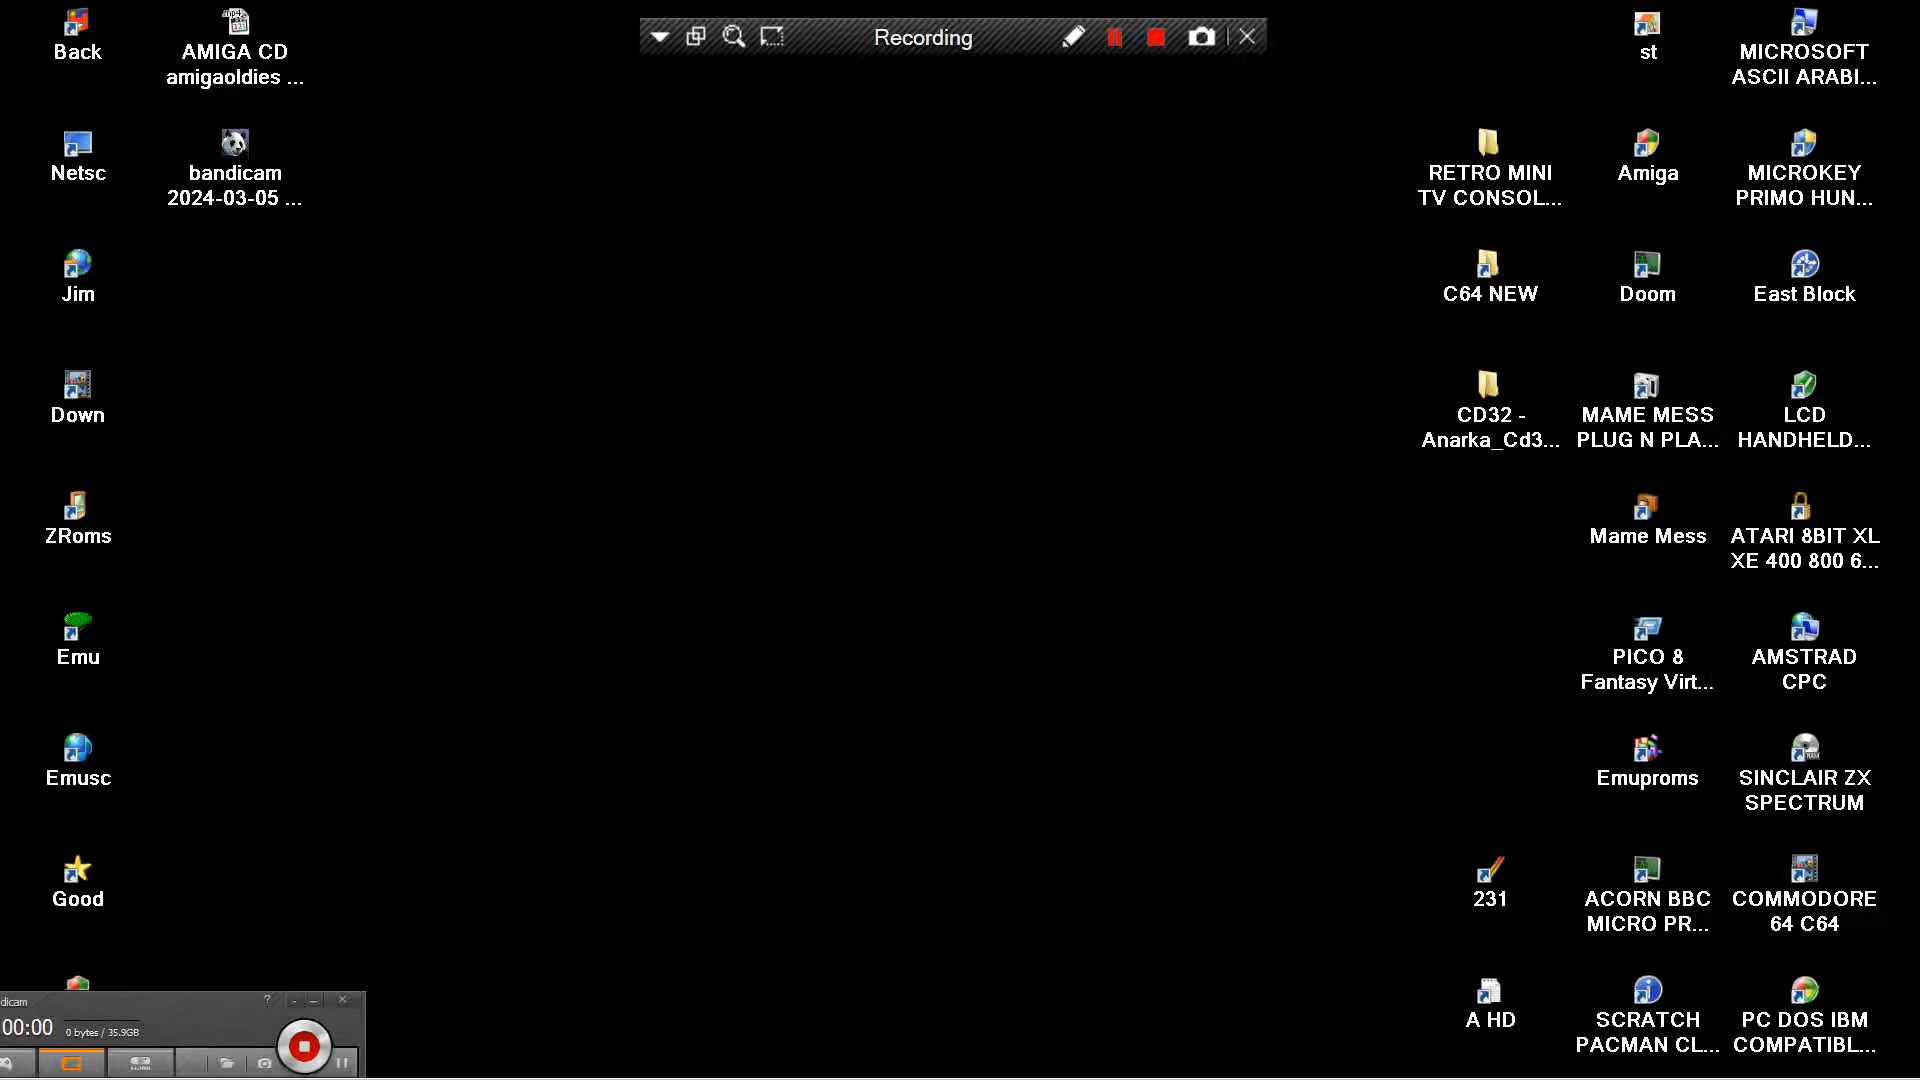 Recording
Back
AMIGA CD
amigaoldies ...
Netsc
bandicam
2024-03-05 ...
Jim
Down
ZRoms
Emu
Emusc
Good
st
MICROSOFT
ASCII ARABI...
RETRO MINI
TV CONSOL...
Amiga
MICROKEY
PRIMO HUN...
C64 NEW
Doom
East Block
CD32 -
Anarka_Cd3...
MAME MESS
PLUG N PLA...
LCD
HANDHELD...
Mame Mess
ATARI 8BIT XL
XE 400 800 6...
PICO 8
Fantasy Virt...
AMSTRAD
CPC
Emuproms
SINCLAIR ZX
SPECTRUM
231
ACORN BBC
MICRO PR...
COMMODORE
64 C64
A HD
SCRATCH
PACMAN CL...
PC DOS IBM
COMPATIBL...
dicam
00:00
0 bytes / 35.9GB